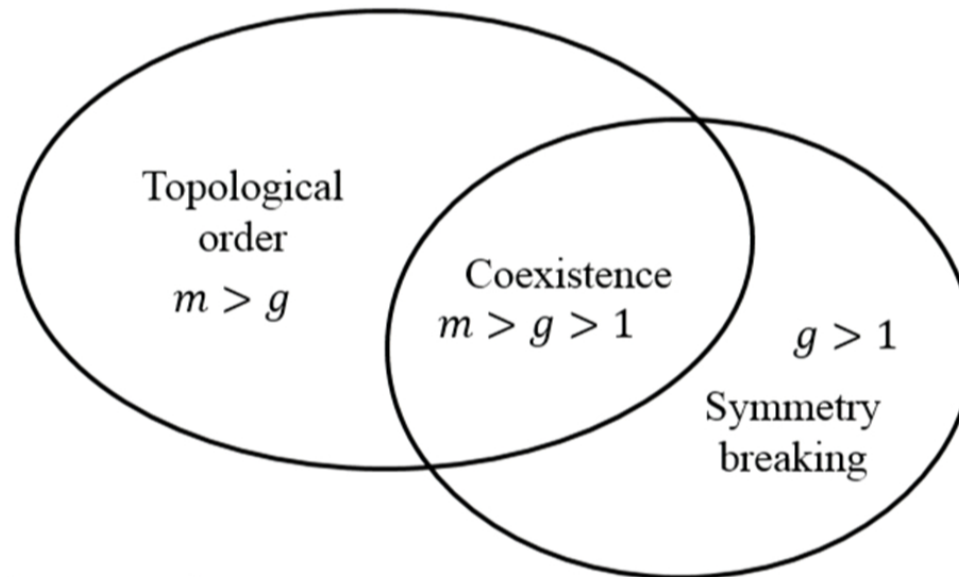 Topological
order
m > g
Coexistence
m > g > 1
g > 1
Symmetry
breaking